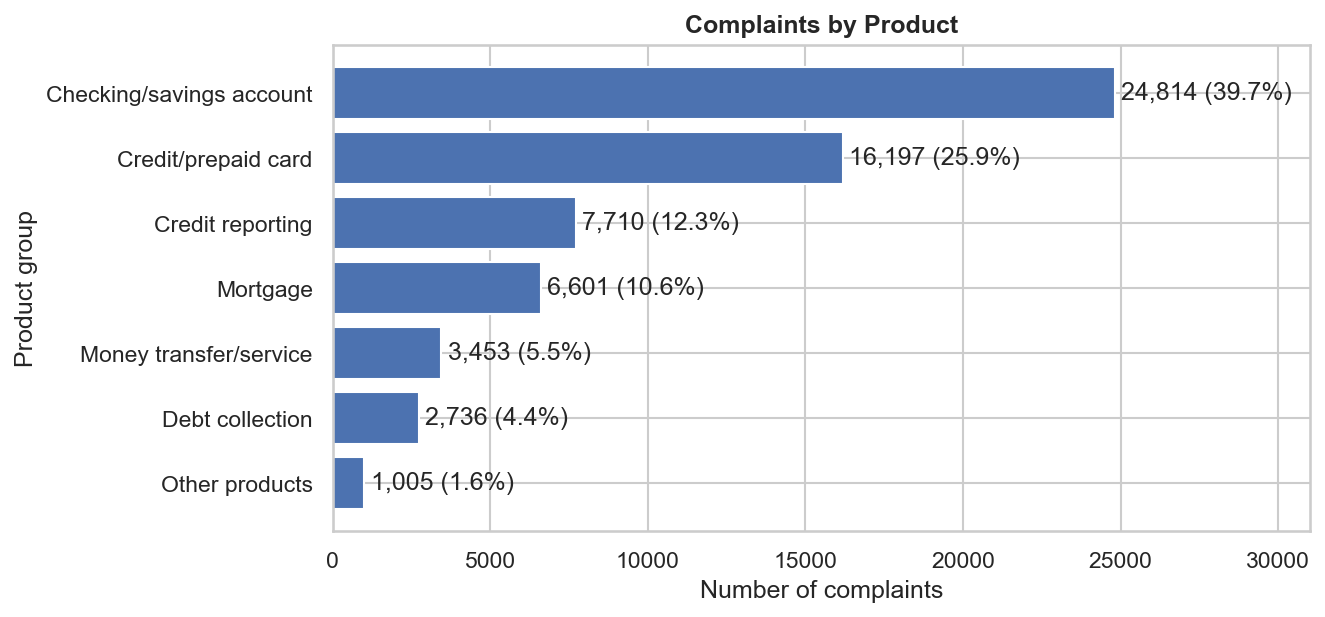 Complaints by Product
Product group
Checking/savings account
24,814 (39.7%)
Credit/prepaid card
16,197 (25.9%)
Credit reporting
7,710 (12.3%)
Mortgage
6,601 (10.6%)
Money transfer/service
3,453 (5.5%)
Debt collection
2,736 (4.4%)
Other products
1,005 (1.6%)
0 5000 10000 15000 20000 25000 30000
Number of complaints